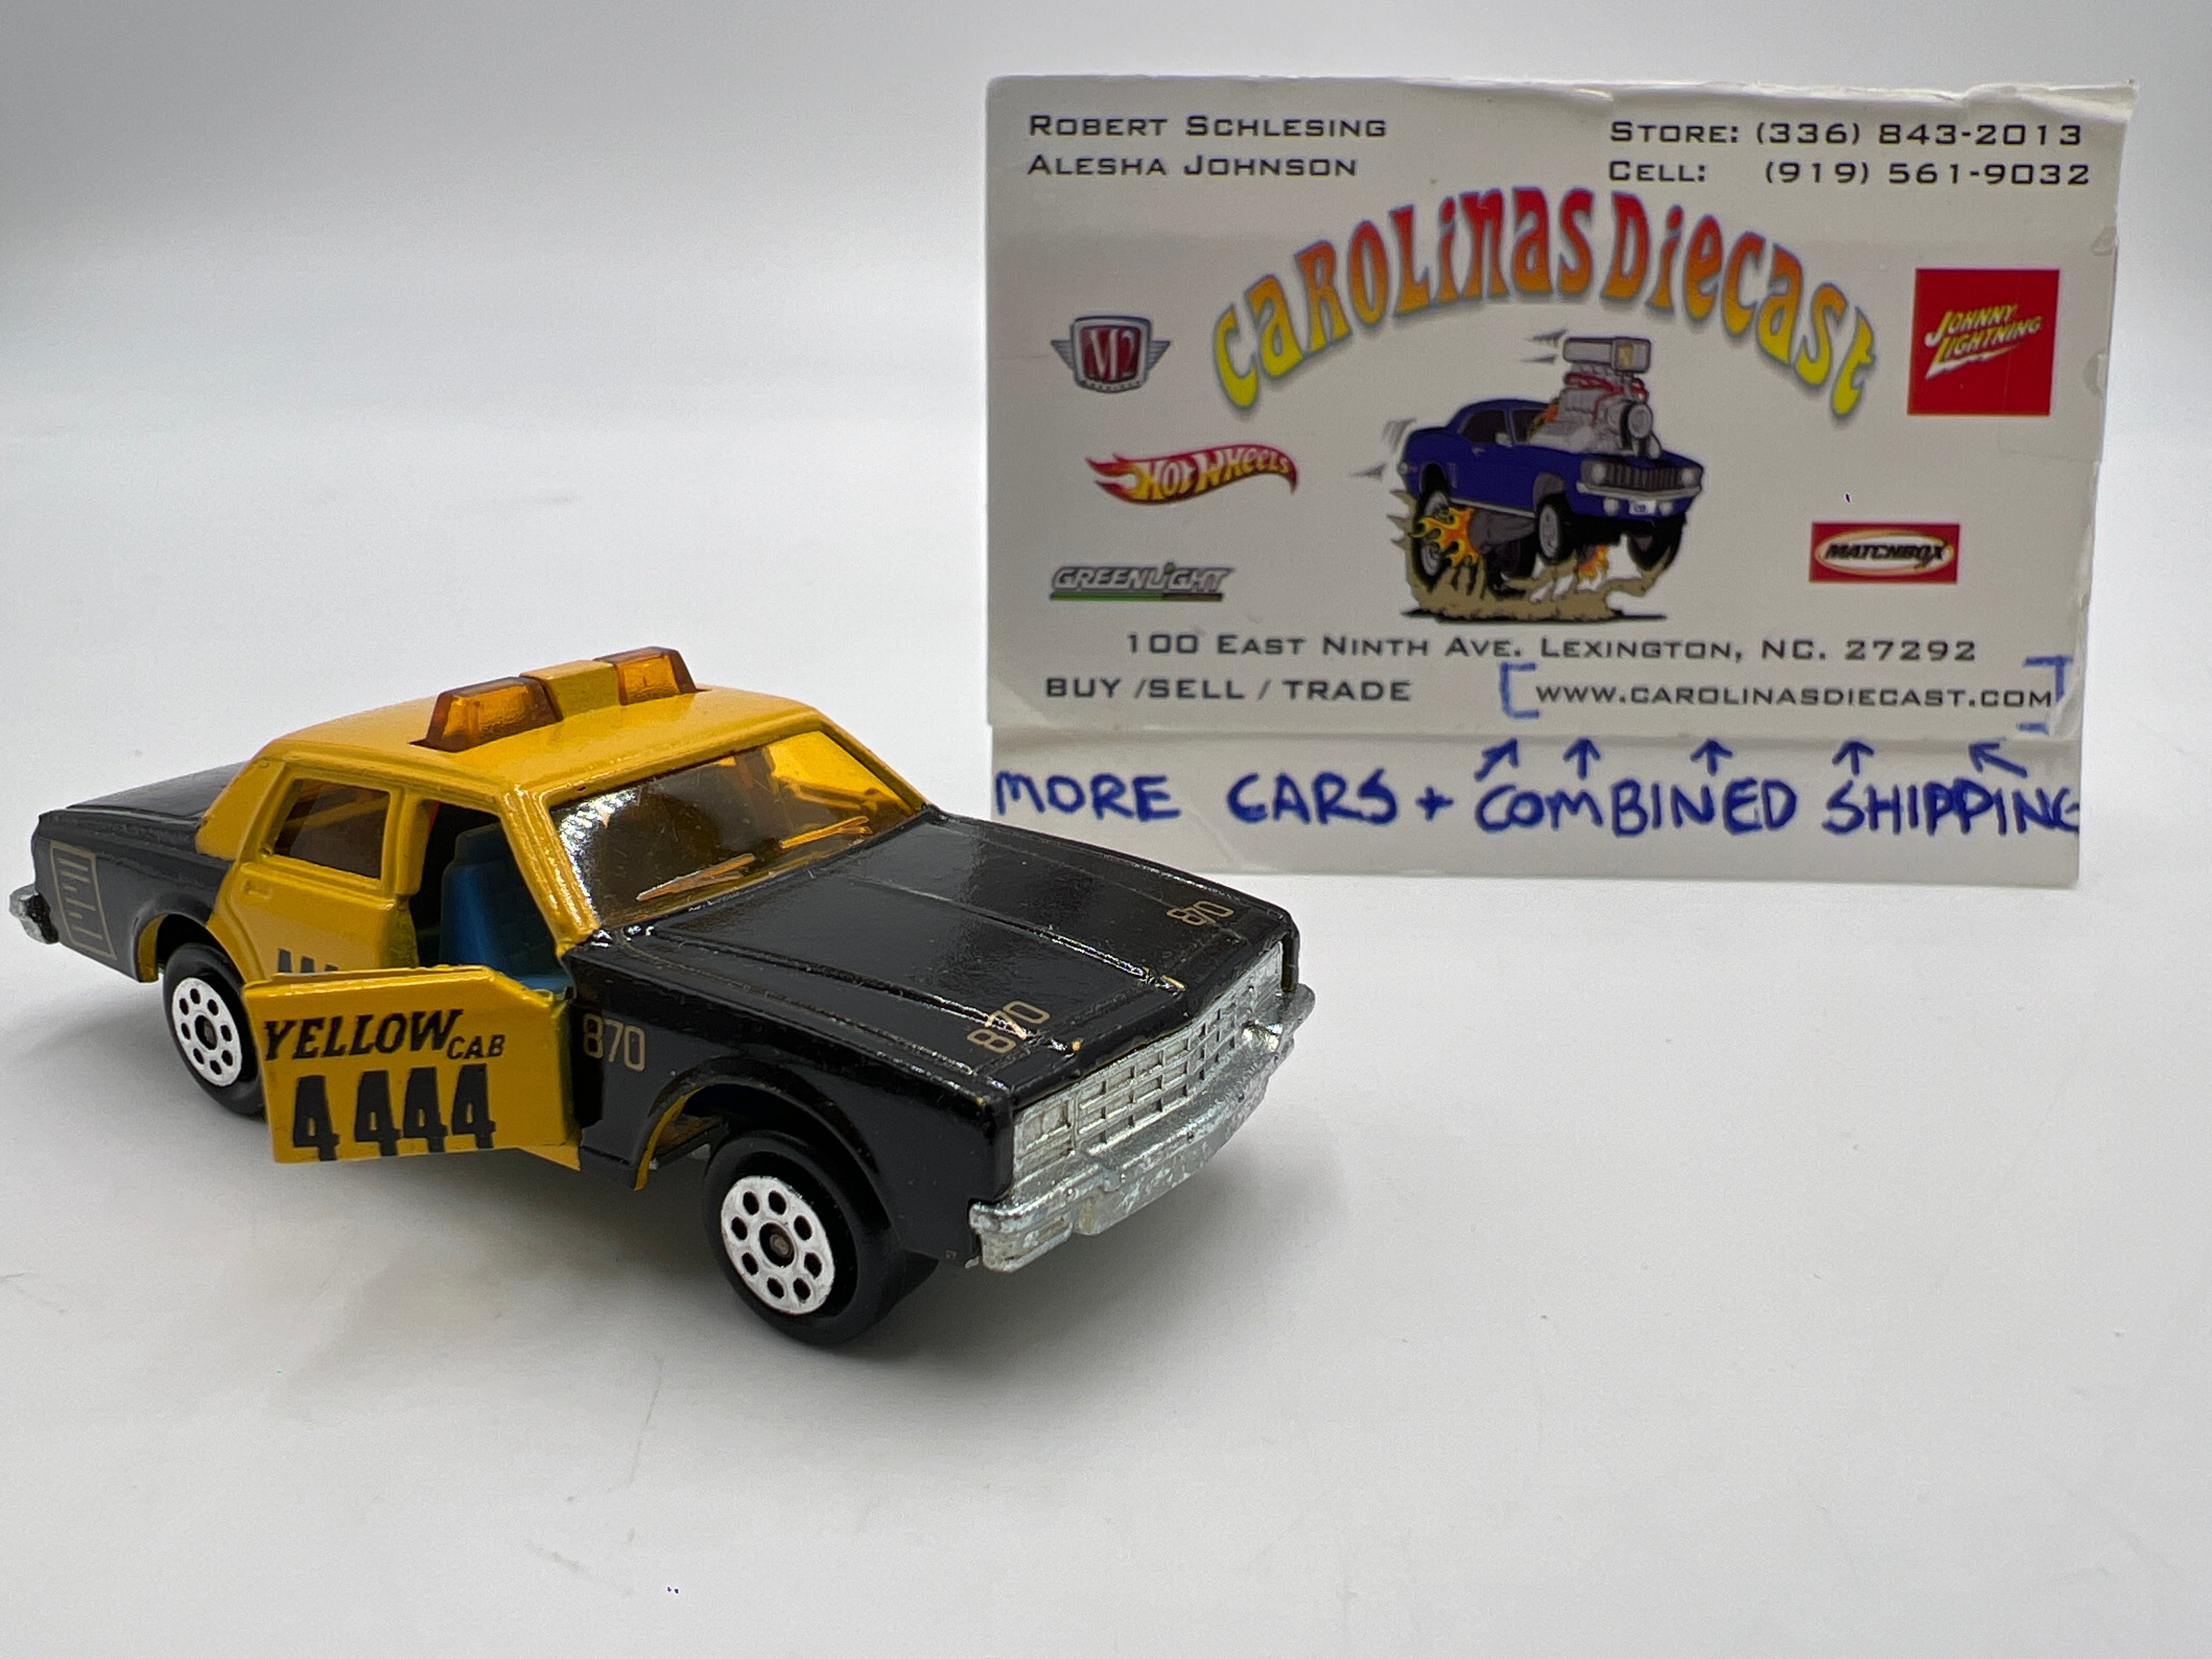 ROBERT SCHLESING
ALESHA JOHNSON
STORE: (336) 843-2013
CELL: (919) 561-9032
CAROLINAS DIECAST
M2
JOHNNY
LIGHTNING
HOT WHEELS
GREENLIGHT
MATCHBOX
100 EAST NINTH AVE. LEXINGTON, NC. 27292
BUY /SELL / TRADE
WWW.CAROLINASDIECAST.COM
MORE CARS + COMBINED SHIPPING
870
870
870
YELLOW CAB
4 444